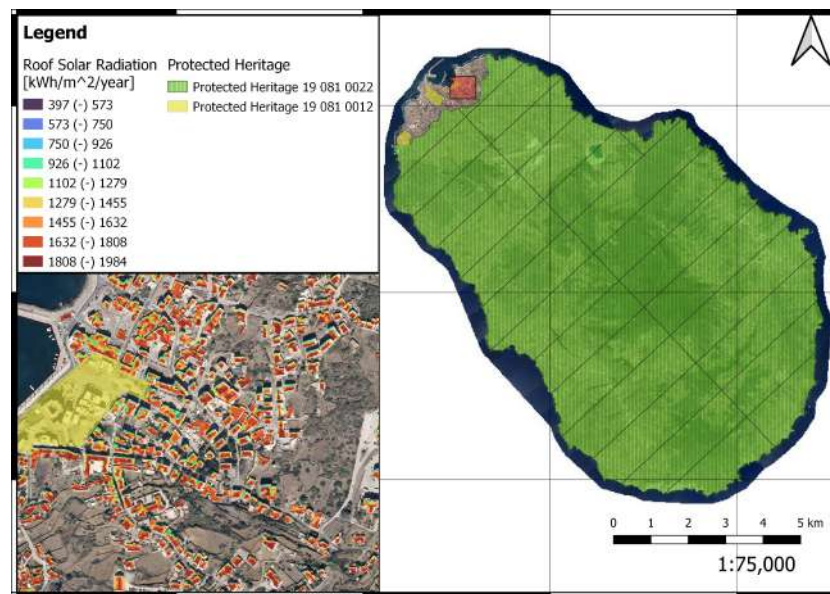 Legend
Roof Solar Radiation
[kWh/m^2/year]
397 (-) 573
573 (-) 750
750 (-) 926
926 (-) 1102
1102 (-) 1279
1279 (-) 1455
1455 (-) 1632
1632 (-) 1808
1808 (-) 1984
Protected Heritage
Protected Heritage 19 081 0022
Protected Heritage 19 081 0012
0 1 2 3 4 5 km
1:75,000